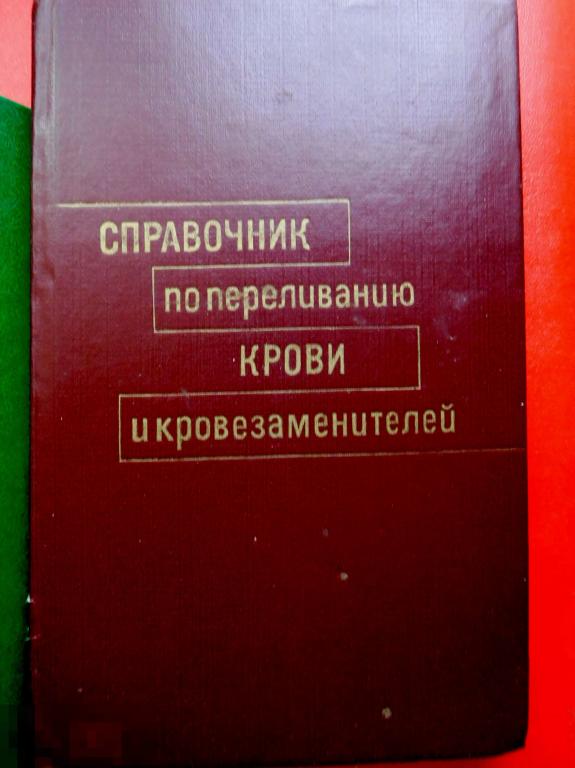 СПРАВОЧНИК
по переливанию
КРОВИ
и кровезаменителей